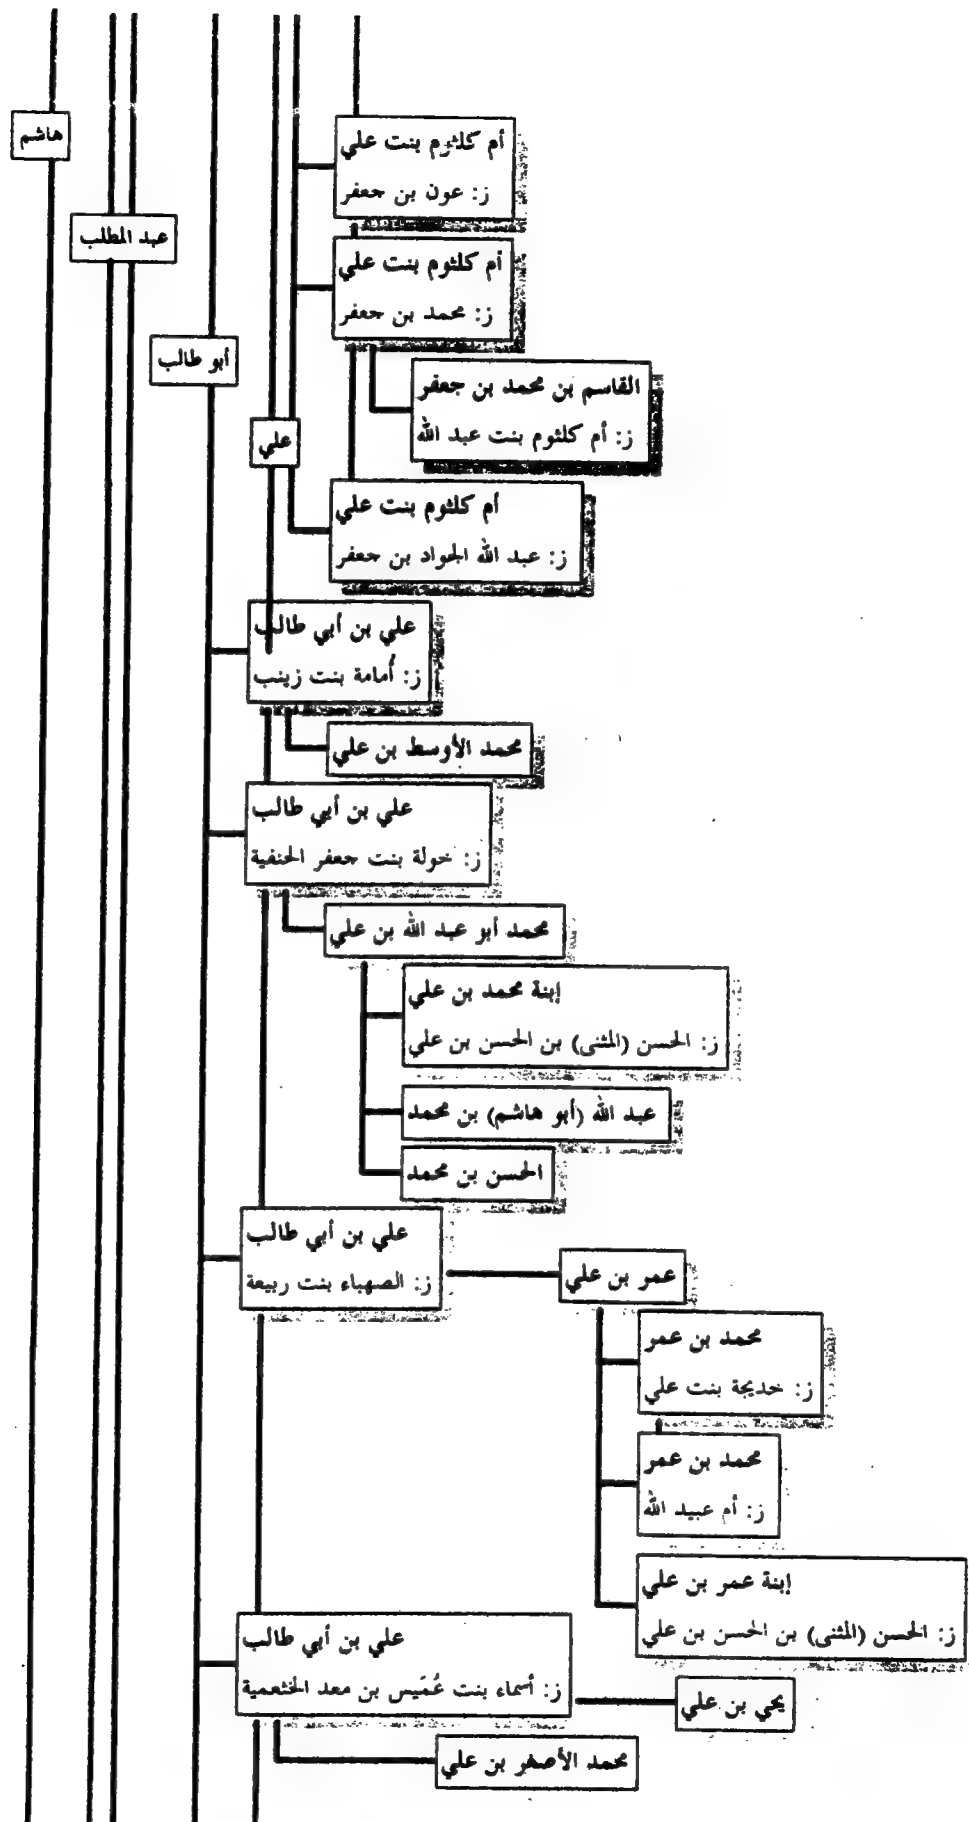 هاشم
أم كلثوم بنت علي
ز: عون بن جعفر
عبد المطلب
أم كلثوم بنت علي
ز: محمد بن جعفر
أبو طالب
القاسم بن محمد بن جعفر
ز: أم كلثوم بنت عبد الله
علي
أم كلثوم بنت علي
ز: عبد الله الجواد بن جعفر
علي بن أبي طالب
ز: أُمامة بنت زينب
محمد الأوسط بن علي
علي بن أبي طالب
ز: خولة بنت جعفر الحنفية
محمد أبو عبد الله بن علي
إبنة محمد بن علي
ز: الحسن (المثنى) بن الحسن بن علي
عبد الله (أبو هاشم) بن محمد
الحسن بن محمد
علي بن أبي طالب
ز: الصهباء بنت ربيعة
عمر بن علي
محمد بن عمر
ز: خديجة بنت علي
محمد بن عمر
ز: أم عبيد الله
إبنة عمر بن علي
ز: الحسن (المثنى) بن الحسن بن علي
علي بن أبي طالب
ز: أسماء بنت عُمَيس بن معد الخثعمية
يحي بن علي
محمد الأصغر بن علي